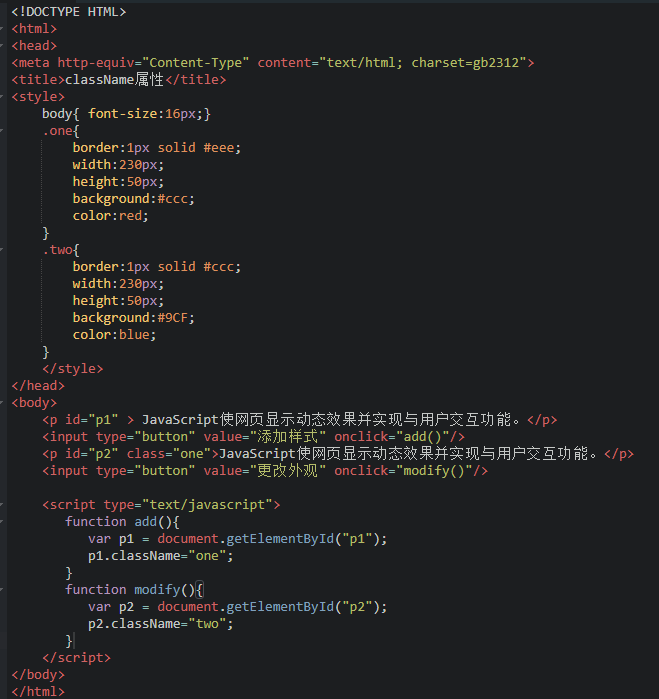 <!DOCTYPE HTML>
<html>
<head>
<meta http-equiv="Content-Type" content="text/html; charset=gb2312">
<title>className属性</title>
<style>
    body{ font-size:16px;}
    .one{
        border:1px solid #eee;
        width:230px;
        height:50px;
        background:#ccc;
        color:red;
    }
    .two{
        border:1px solid #ccc;
        width:230px;
        height:50px;
        background:#9CF;
        color:blue;
    }
    </style>
</head>
<body>
    <p id="p1" > JavaScript使网页显示动态效果并实现与用户交互功能。</p>
    <input type="button" value="添加样式" onclick="add()"/>
    <p id="p2" class="one">JavaScript使网页显示动态效果并实现与用户交互功能。</p>
    <input type="button" value="更改外观" onclick="modify()"/>

    <script type="text/javascript">
       function add(){
          var p1 = document.getElementById("p1");
          p1.className="one";
       }
       function modify(){
          var p2 = document.getElementById("p2");
          p2.className="two";
       }
    </script>
</body>
</html>